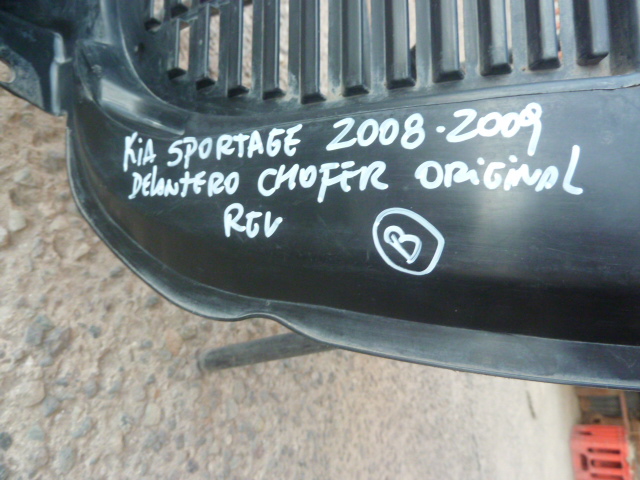 KIA SPORTAGE 2008-2009
DELANTERO CHOFER ORIGINAL
REV
B